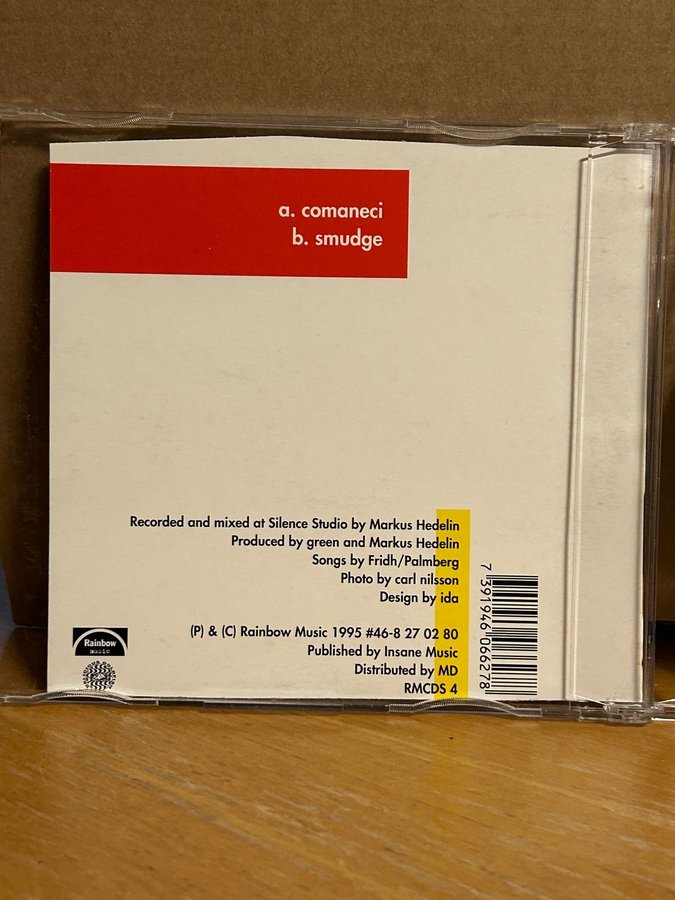 a. comaneci
b. smudge
Recorded and mixed at Silence Studio by Markus Hedelin
Produced by green and Markus Hedelin
Songs by Fridh/Palmberg
Photo by carl nilsson
Design by ida
(P) & (C) Rainbow Music 1995 #46-8 27 02 80
Published by Insane Music
Distributed by MD
RMCDS 4
Rainbow
music
7 391946 066278